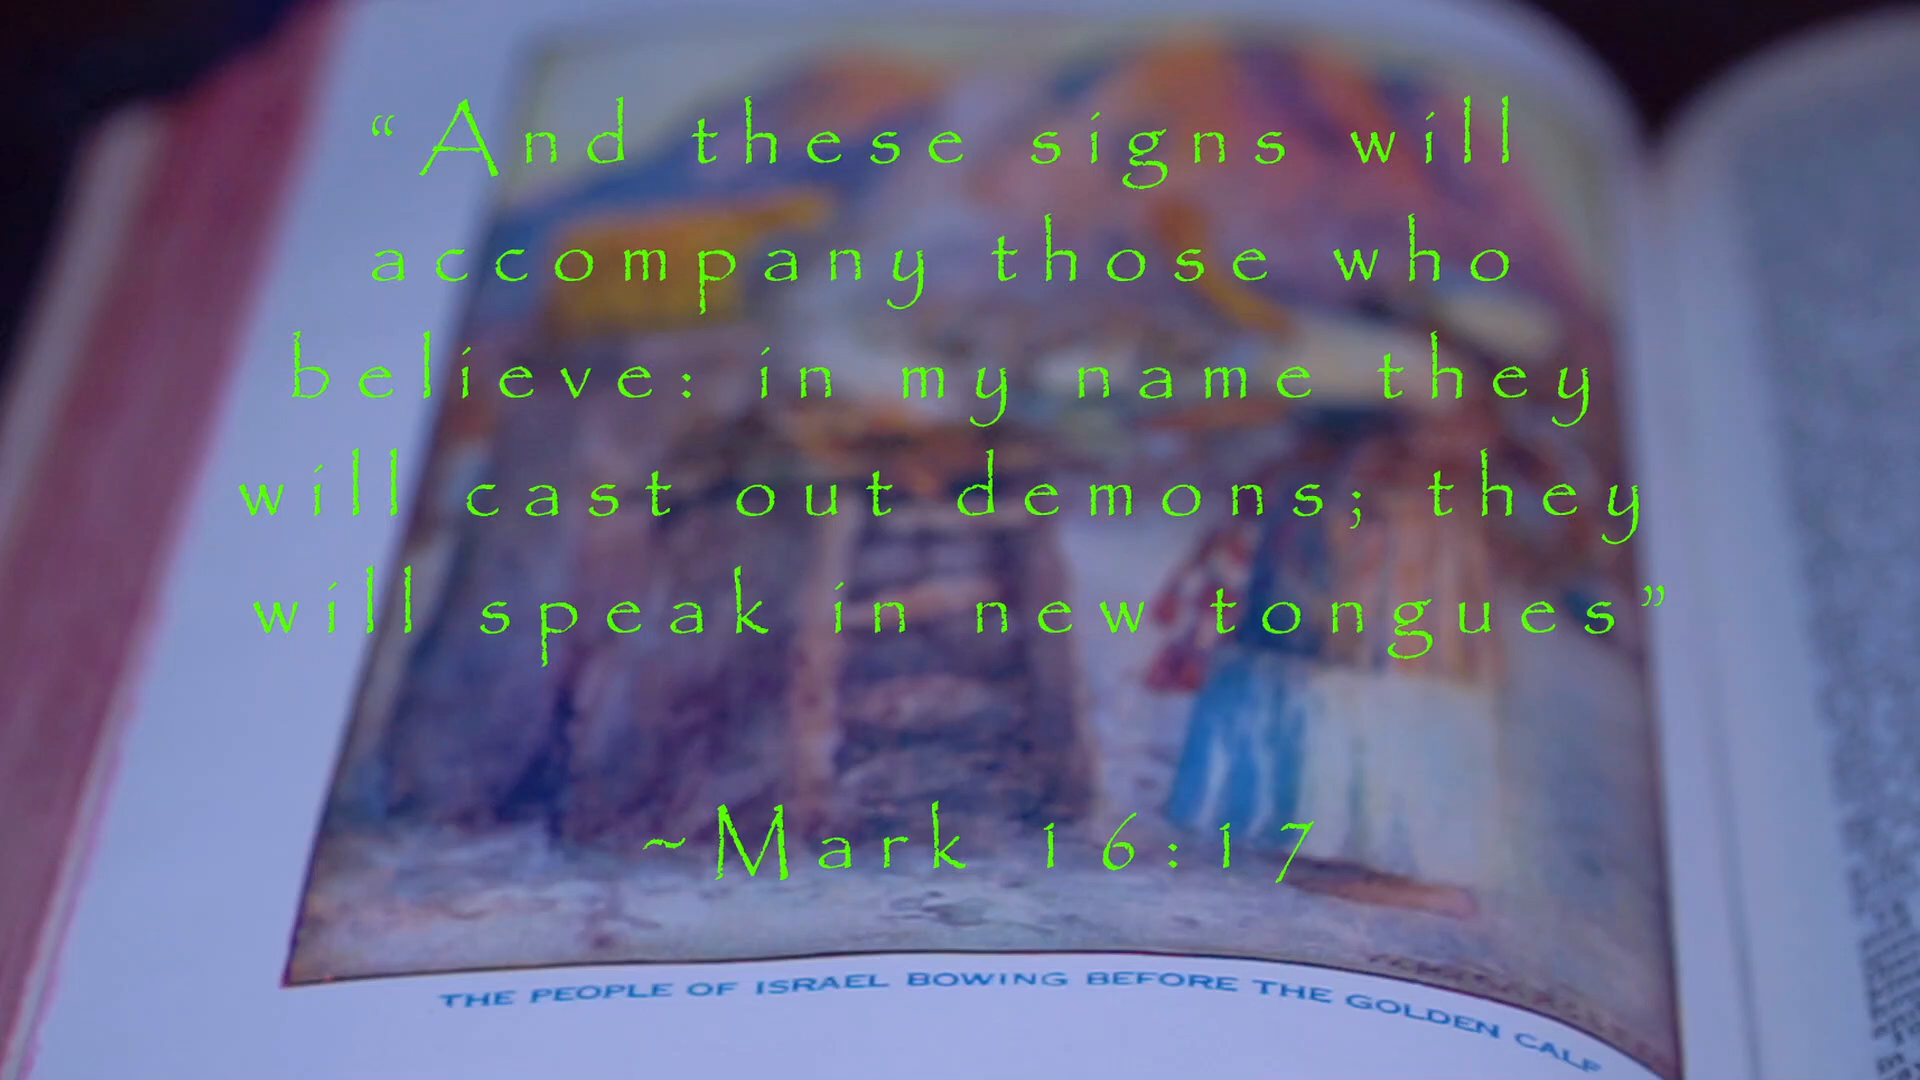 “And these signs will
accompany those who
believe: in my name they
will cast out demons; they
will speak in new tongues”
~Mark 16:17
THE PEOPLE OF ISRAEL BOWING BEFORE THE GOLDEN CALF